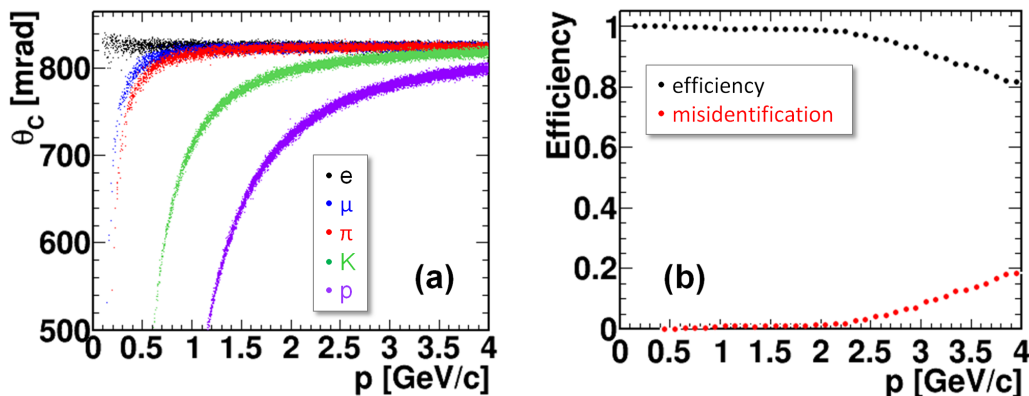 θC [mrad]
800
700
600
500
0 0.5 1 1.5 2 2.5 3 3.5 4
p [GeV/c]
e
μ
π
K
p
(a)
Efficiency
1
0.8
0.6
0.4
0.2
0
0 0.5 1 1.5 2 2.5 3 3.5 4
p [GeV/c]
efficiency
misidentification
(b)